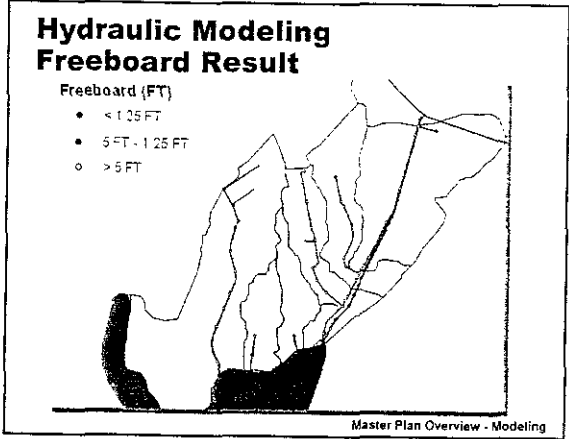 Hydraulic Modeling
Freeboard Result
Freeboard (FT)
< 1.25 FT
5 FT - 1.25 FT
> 5 FT
Master Plan Overview - Modeling